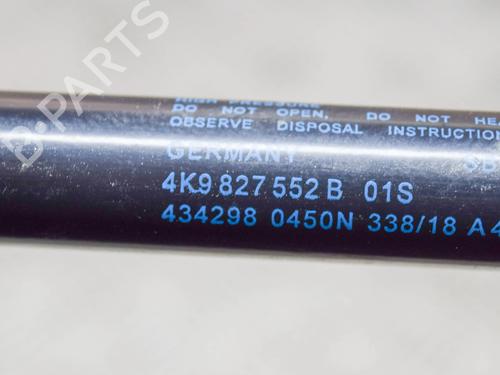 B-PARTS
HIGH PRESSURE
DO NOT OPEN, DO NOT HEA
OBSERVE DISPOSAL INSTRUCTION
GERMANY
4K9 827 552 B 01S
434298 0450N 338/18 A4